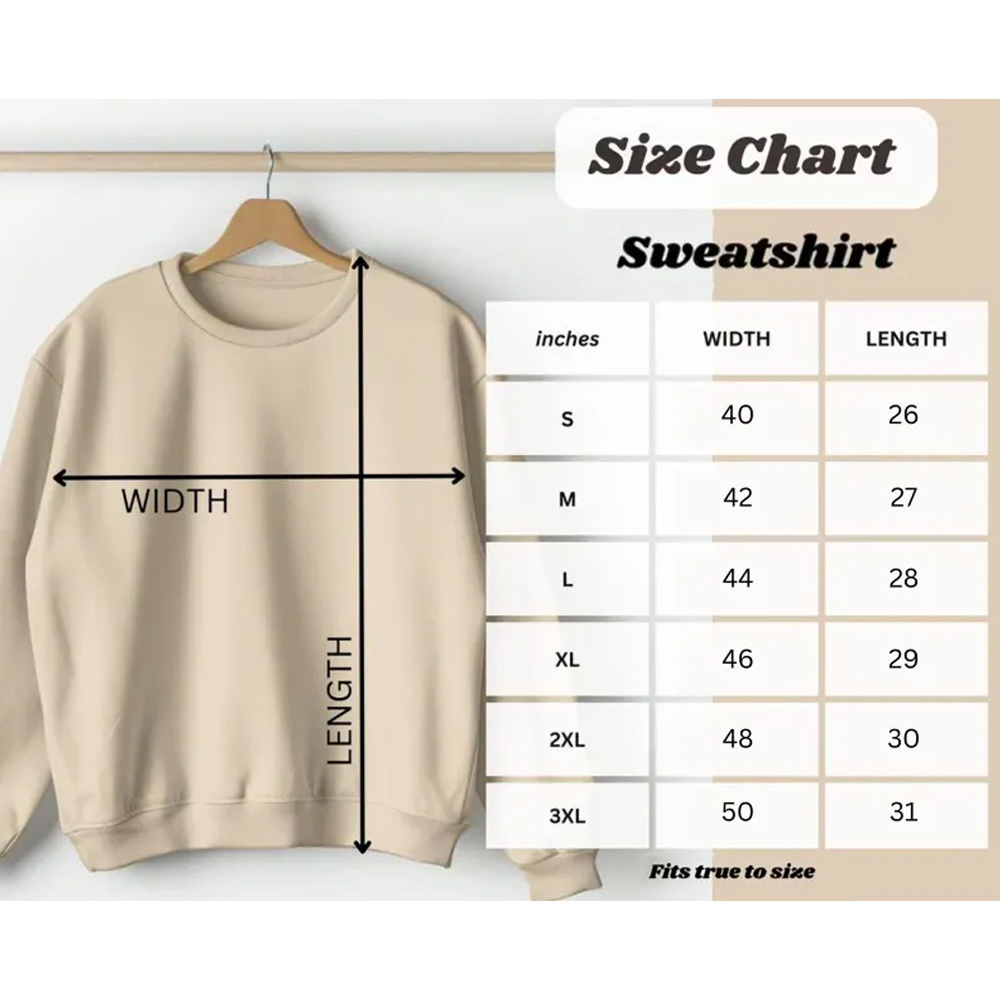 Size Chart
Sweatshirt
inches WIDTH LENGTH
S 40 26
M 42 27
L 44 28
XL 46 29
2XL 48 30
3XL 50 31
Fits true to size
WIDTH
LENGTH